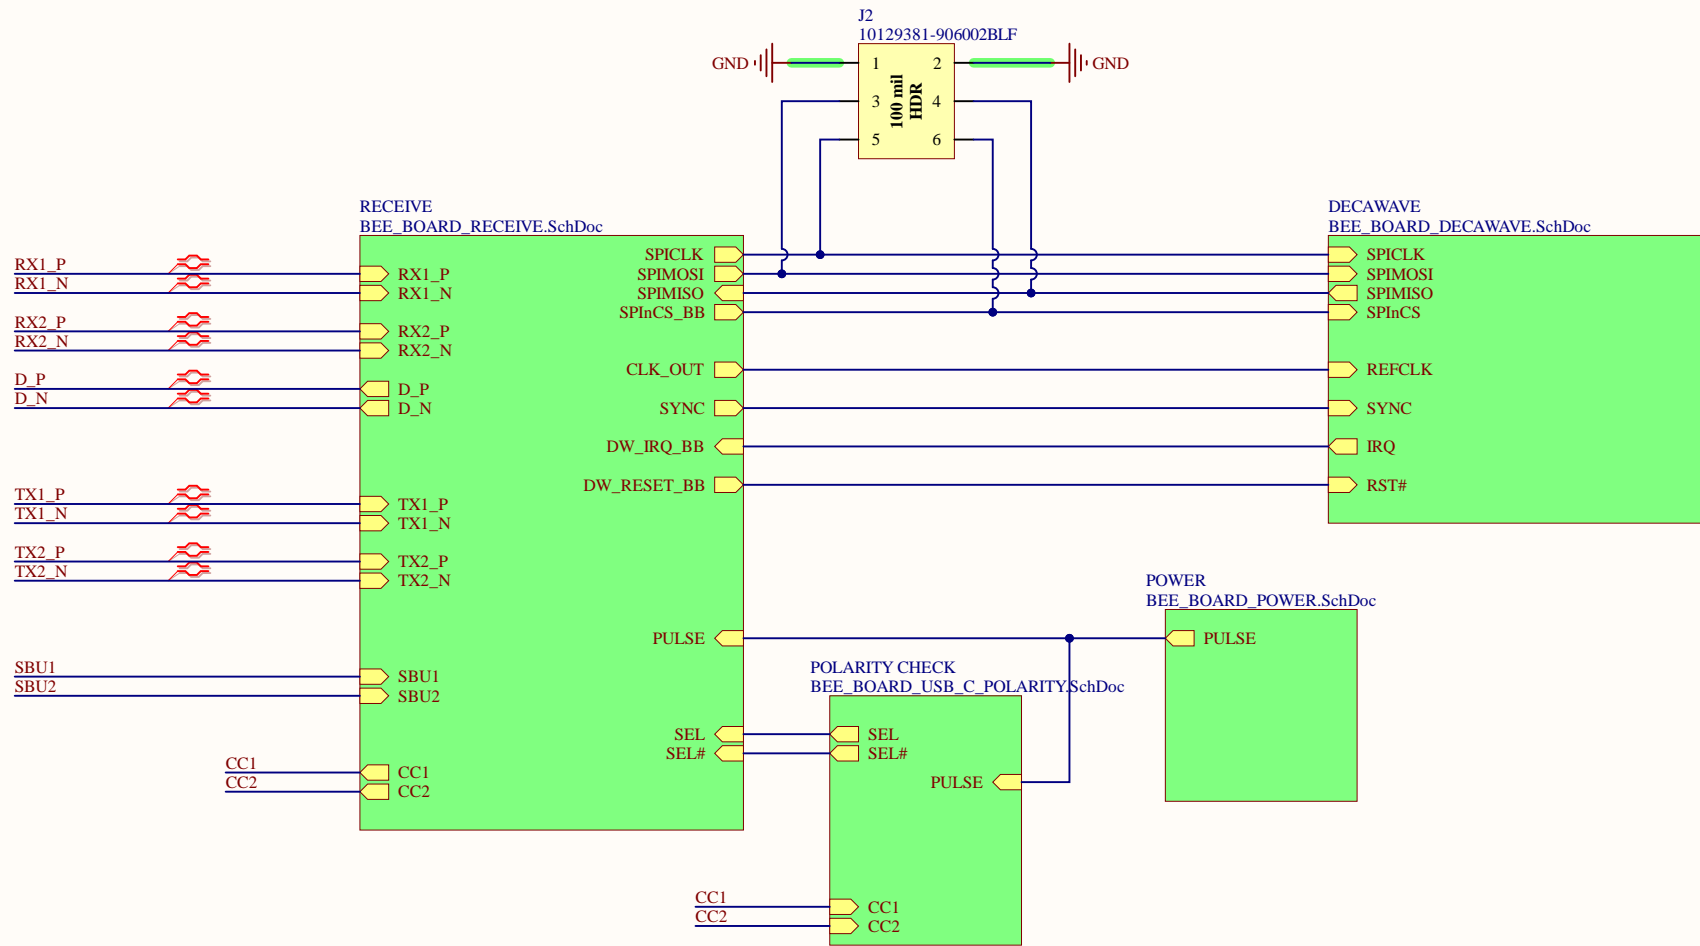 J2
10129381-906002BLF
GND
1
2
GND
3
4
5
6
100 mil
HDR
RECEIVE
BEE_BOARD_RECEIVE.SchDoc
DECAWAVE
BEE_BOARD_DECAWAVE.SchDoc
RX1_P
RX1_N
RX2_P
RX2_N
D_P
D_N
TX1_P
TX1_N
TX2_P
TX2_N
SBU1
SBU2
CC1
CC2
RX1_P
RX1_N
RX2_P
RX2_N
D_P
D_N
TX1_P
TX1_N
TX2_P
TX2_N
SBU1
SBU2
CC1
CC2
SPICLK
SPIMOSI
SPIMISO
SPInCS_BB
CLK_OUT
SYNC
DW_IRQ_BB
DW_RESET_BB
PULSE
SEL
SEL#
SPICLK
SPIMOSI
SPIMISO
SPInCS
REFCLK
SYNC
IRQ
RST#
POWER
BEE_BOARD_POWER.SchDoc
PULSE
POLARITY CHECK
BEE_BOARD_USB_C_POLARITY.SchDoc
SEL
SEL#
PULSE
CC1
CC2
CC1
CC2